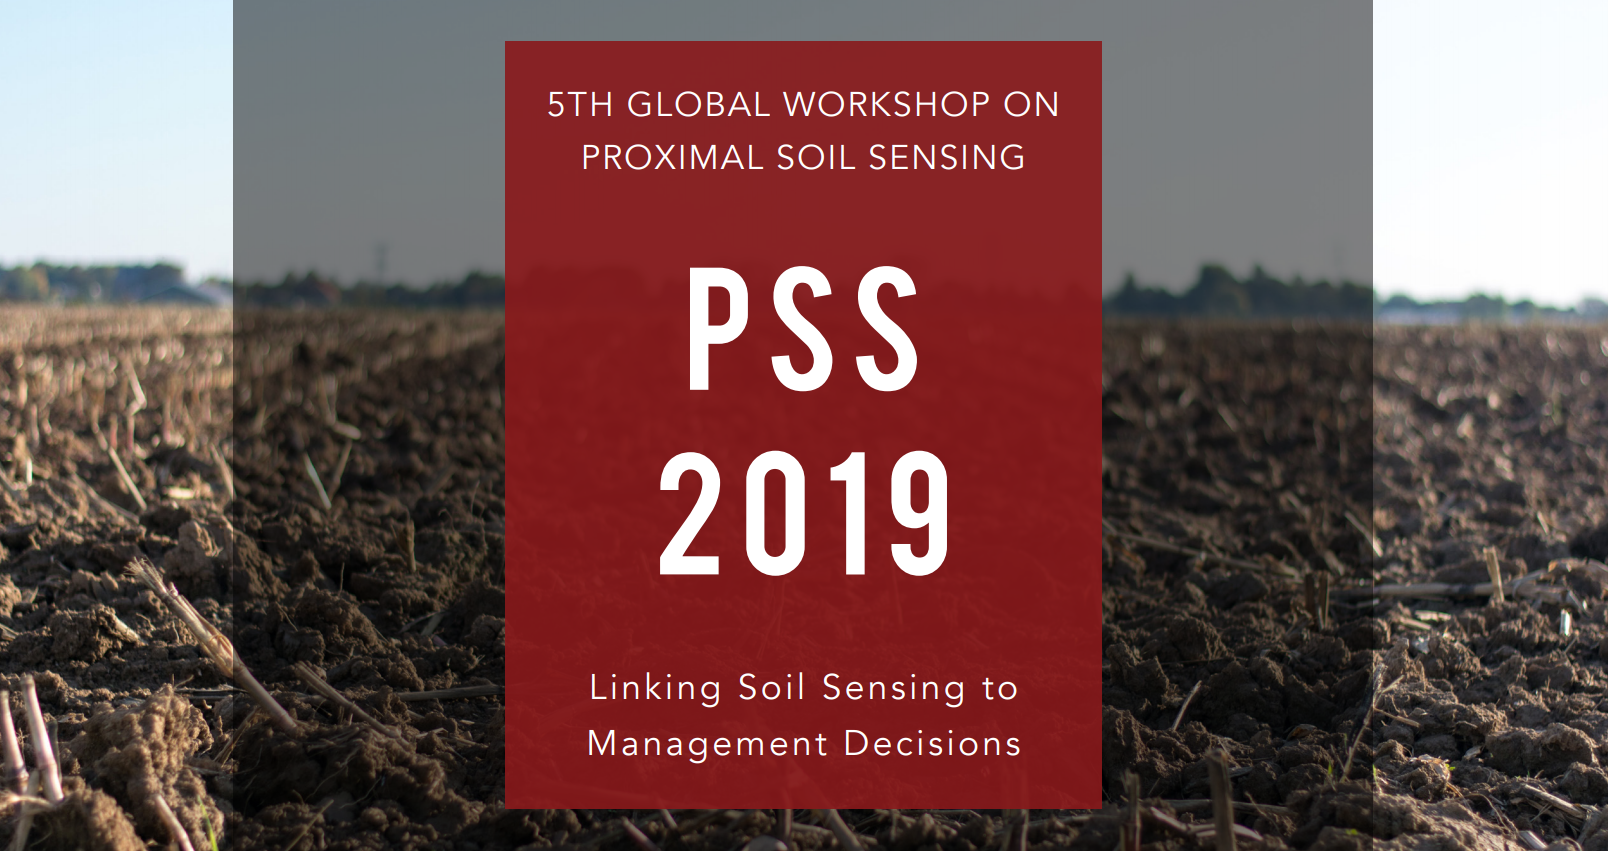 5TH GLOBAL WORKSHOP ON
PROXIMAL SOIL SENSING
PSS
2019
Linking Soil Sensing to
Management Decisions